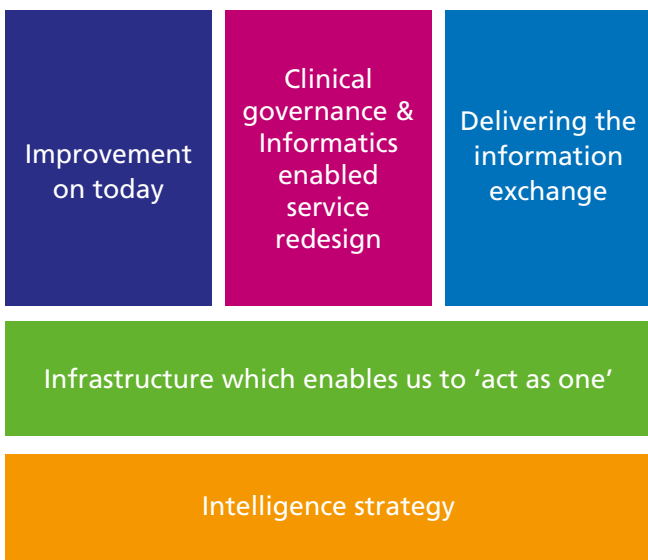 Improvement
on today
Clinical
governance &
Informatics
enabled
service
redesign
Delivering the
information
exchange
Infrastructure which enables us to ‘act as one’
Intelligence strategy